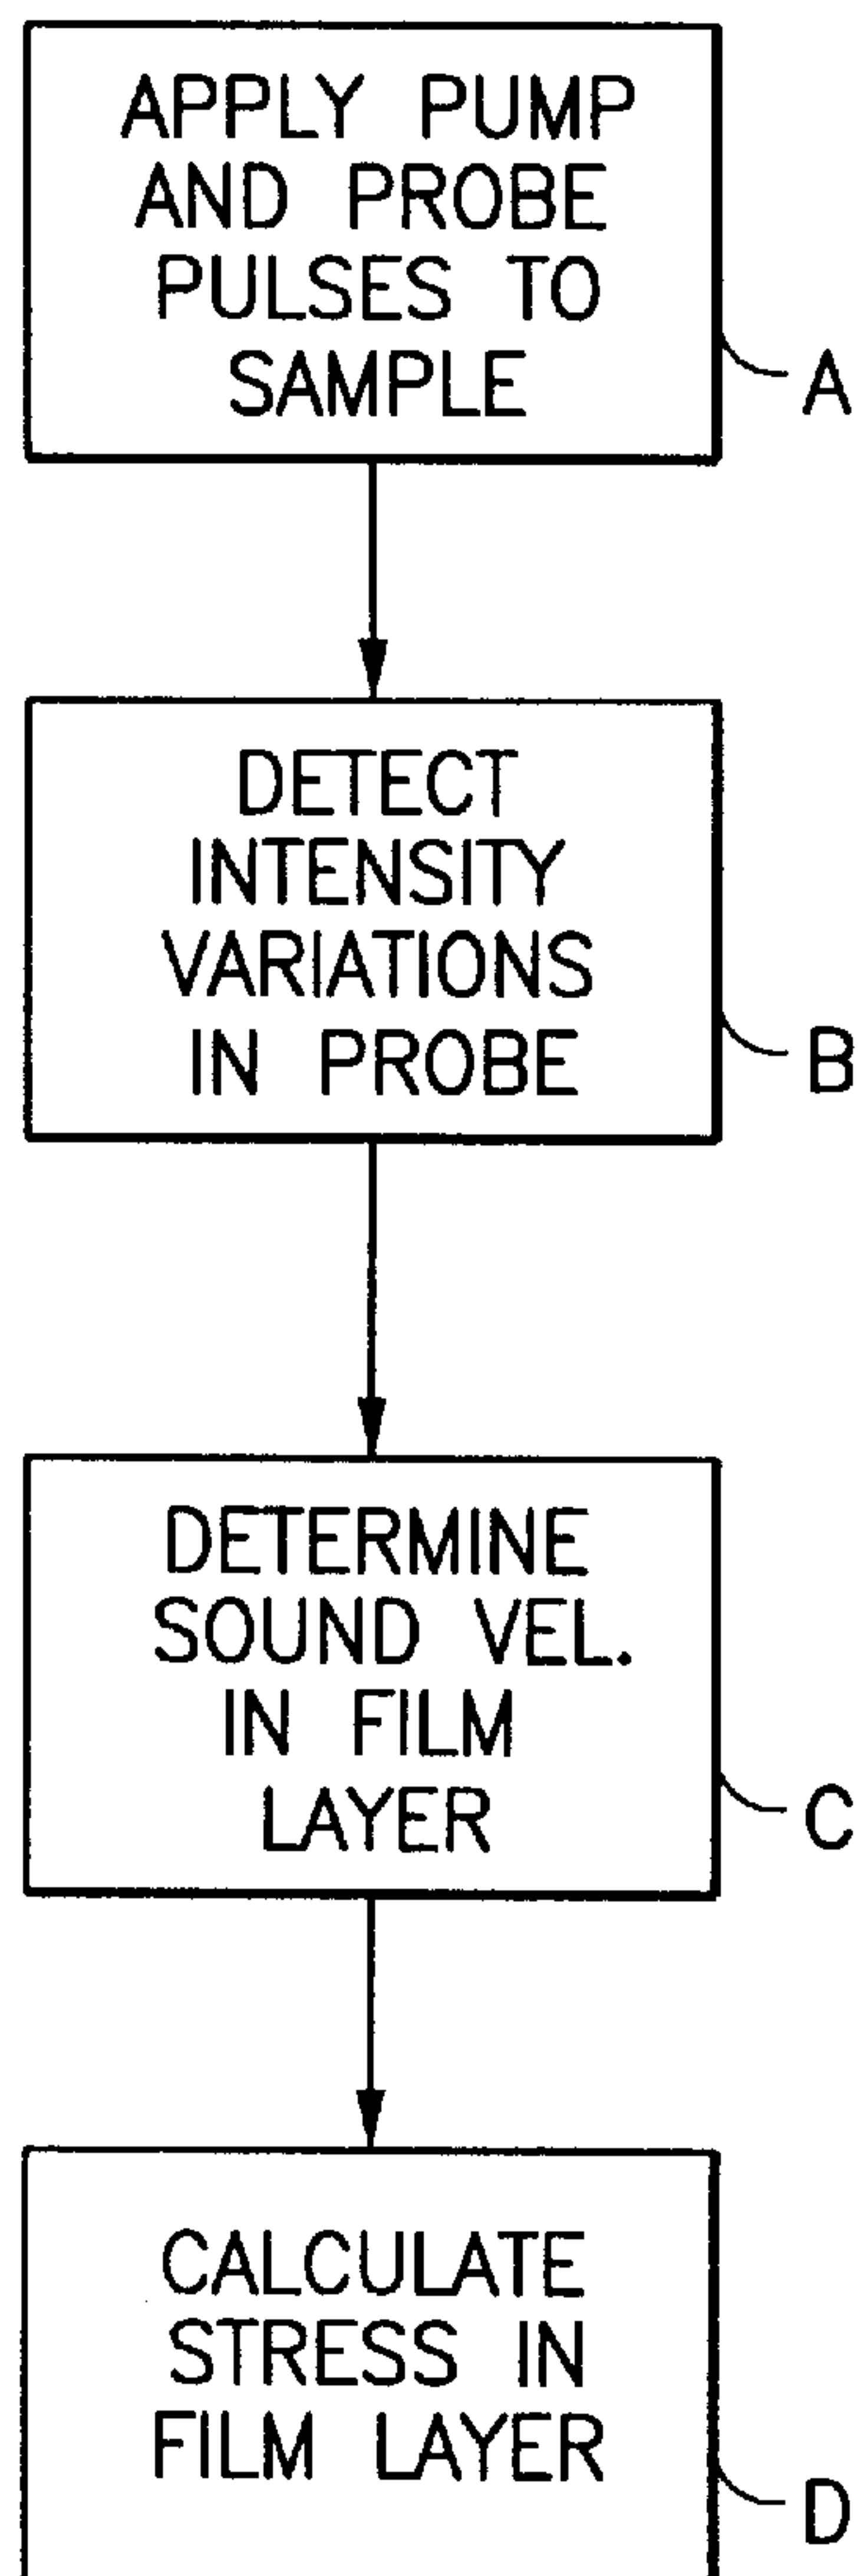 APPLY PUMP
AND PROBE
PULSES TO
SAMPLE
A
DETECT
INTENSITY
VARIATIONS
IN PROBE
B
DETERMINE
SOUND VEL.
IN FILM
LAYER
C
CALCULATE
STRESS IN
FILM LAYER
D